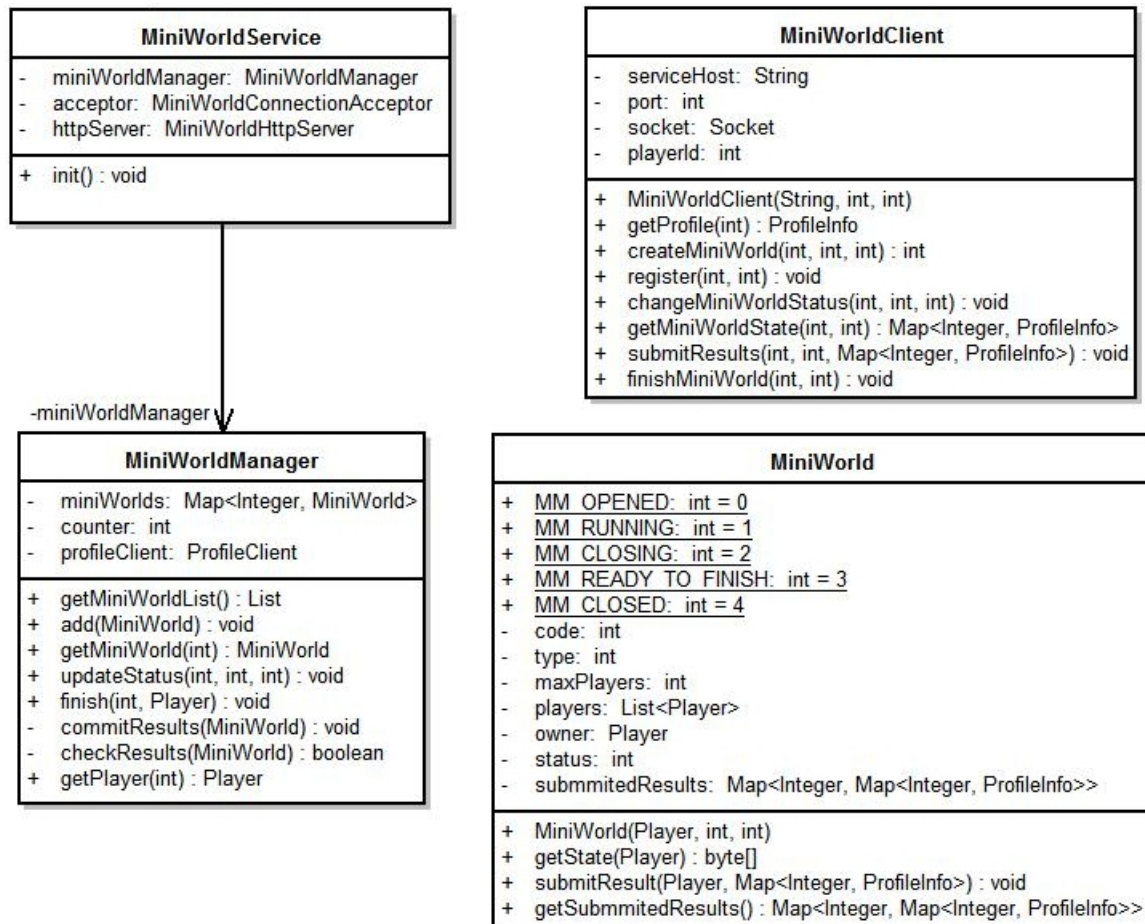 MiniWorldService
- miniWorldManager: MiniWorldManager
- acceptor: MiniWorldConnectionAcceptor
- httpServer: MiniWorldHttpServer
+ init() : void
MiniWorldClient
- serviceHost: String
- port: int
- socket: Socket
- playerId: int
+ MiniWorldClient(String, int, int)
+ getProfile(int) : ProfileInfo
+ createMiniWorld(int, int, int) : int
+ register(int, int) : void
+ changeMiniWorldStatus(int, int, int) : void
+ getMiniWorldState(int, int) : Map<Integer, ProfileInfo>
+ submitResults(int, int, Map<Integer, ProfileInfo>) : void
+ finishMiniWorld(int, int) : void
-miniWorldManager
MiniWorldManager
- miniWorlds: Map<Integer, MiniWorld>
- counter: int
- profileClient: ProfileClient
+ getMiniWorldList() : List
+ add(MiniWorld) : void
+ getMiniWorld(int) : MiniWorld
+ updateStatus(int, int, int) : void
+ finish(int, Player) : void
- commitResults(MiniWorld) : void
- checkResults(MiniWorld) : boolean
+ getPlayer(int) : Player
MiniWorld
+ MM_OPENED: int = 0
+ MM_RUNNING: int = 1
+ MM_CLOSING: int = 2
+ MM_READY_TO_FINISH: int = 3
+ MM_CLOSED: int = 4
- code: int
- type: int
- maxPlayers: int
- players: List<Player>
- owner: Player
- status: int
- submmitedResults: Map<Integer, Map<Integer, ProfileInfo>>
+ MiniWorld(Player, int, int)
+ getState(Player) : byte[]
+ submitResult(Player, Map<Integer, ProfileInfo>) : void
+ getSubmmitedResults() : Map<Integer, Map<Integer, ProfileInfo>>